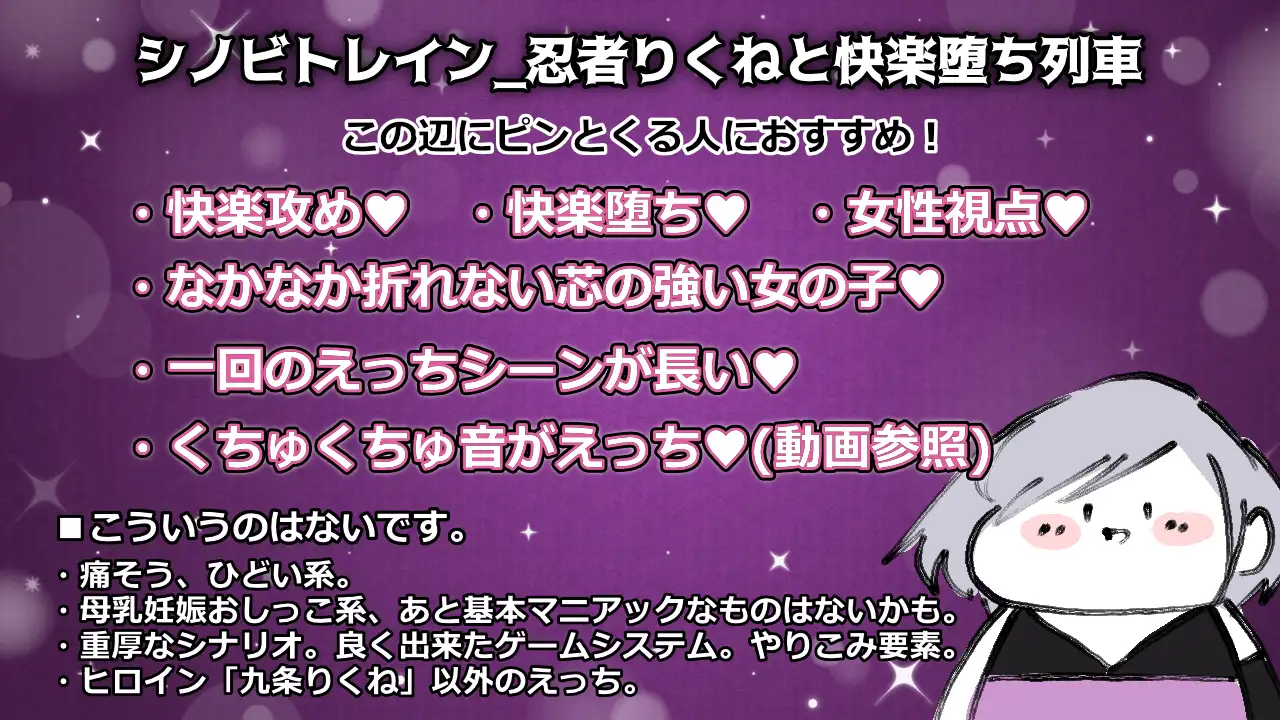 シノビトレイン_忍者りくねと快楽堕ち列車
この辺にピンとくる人におすすめ！
・快楽攻め♥ ・快楽堕ち♥ ・女性視点♥
・なかなか折れない芯の強い女の子♥
・一回のえっちシーンが長い♥
・くちゅくちゅ音がえっち♥(動画参照)
■こういうのはないです。
・痛そう、ひどい系。
・母乳妊娠おしっこ系、あと基本マニアックなものはないかも。
・重厚なシナリオ。良く出来たゲームシステム。やりこみ要素。
・ヒロイン「九条りくね」以外のえっち。